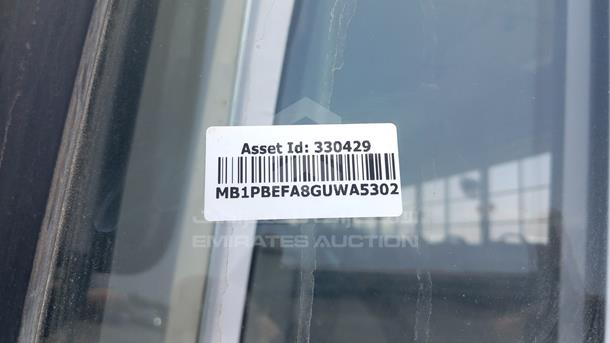 Asset Id: 330429
MB1PBEFA8GUWA5302
EMIRATES AUCTION